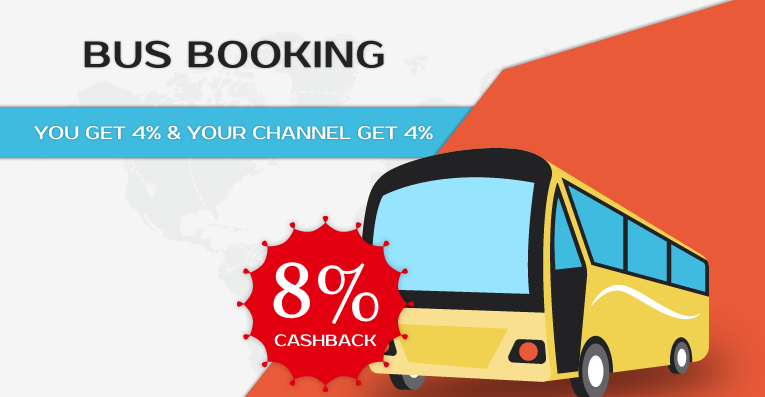 BUS BOOKING
YOU GET 4% & YOUR CHANNEL GET 4%
8%
CASHBACK